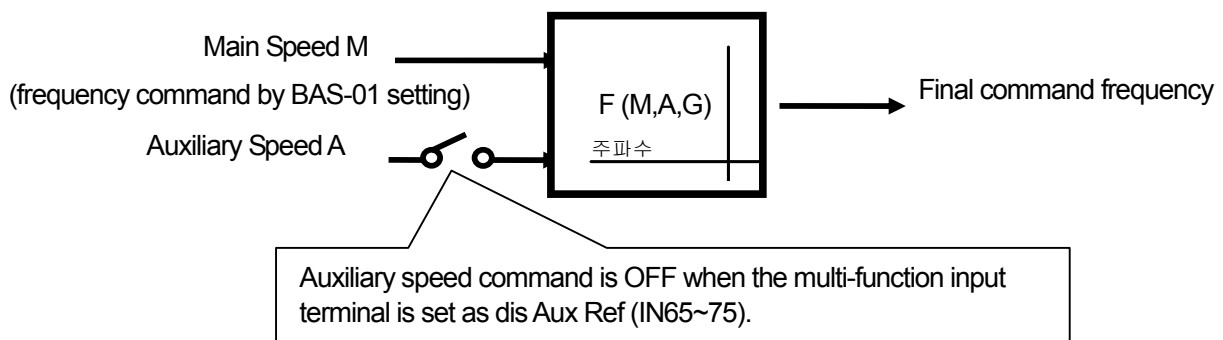 Main Speed M
(frequency command by BAS-01 setting)
Auxiliary Speed A
F (M,A,G)
주파수
Final command frequency
Auxiliary speed command is OFF when the multi-function input
terminal is set as dis Aux Ref (IN65~75).